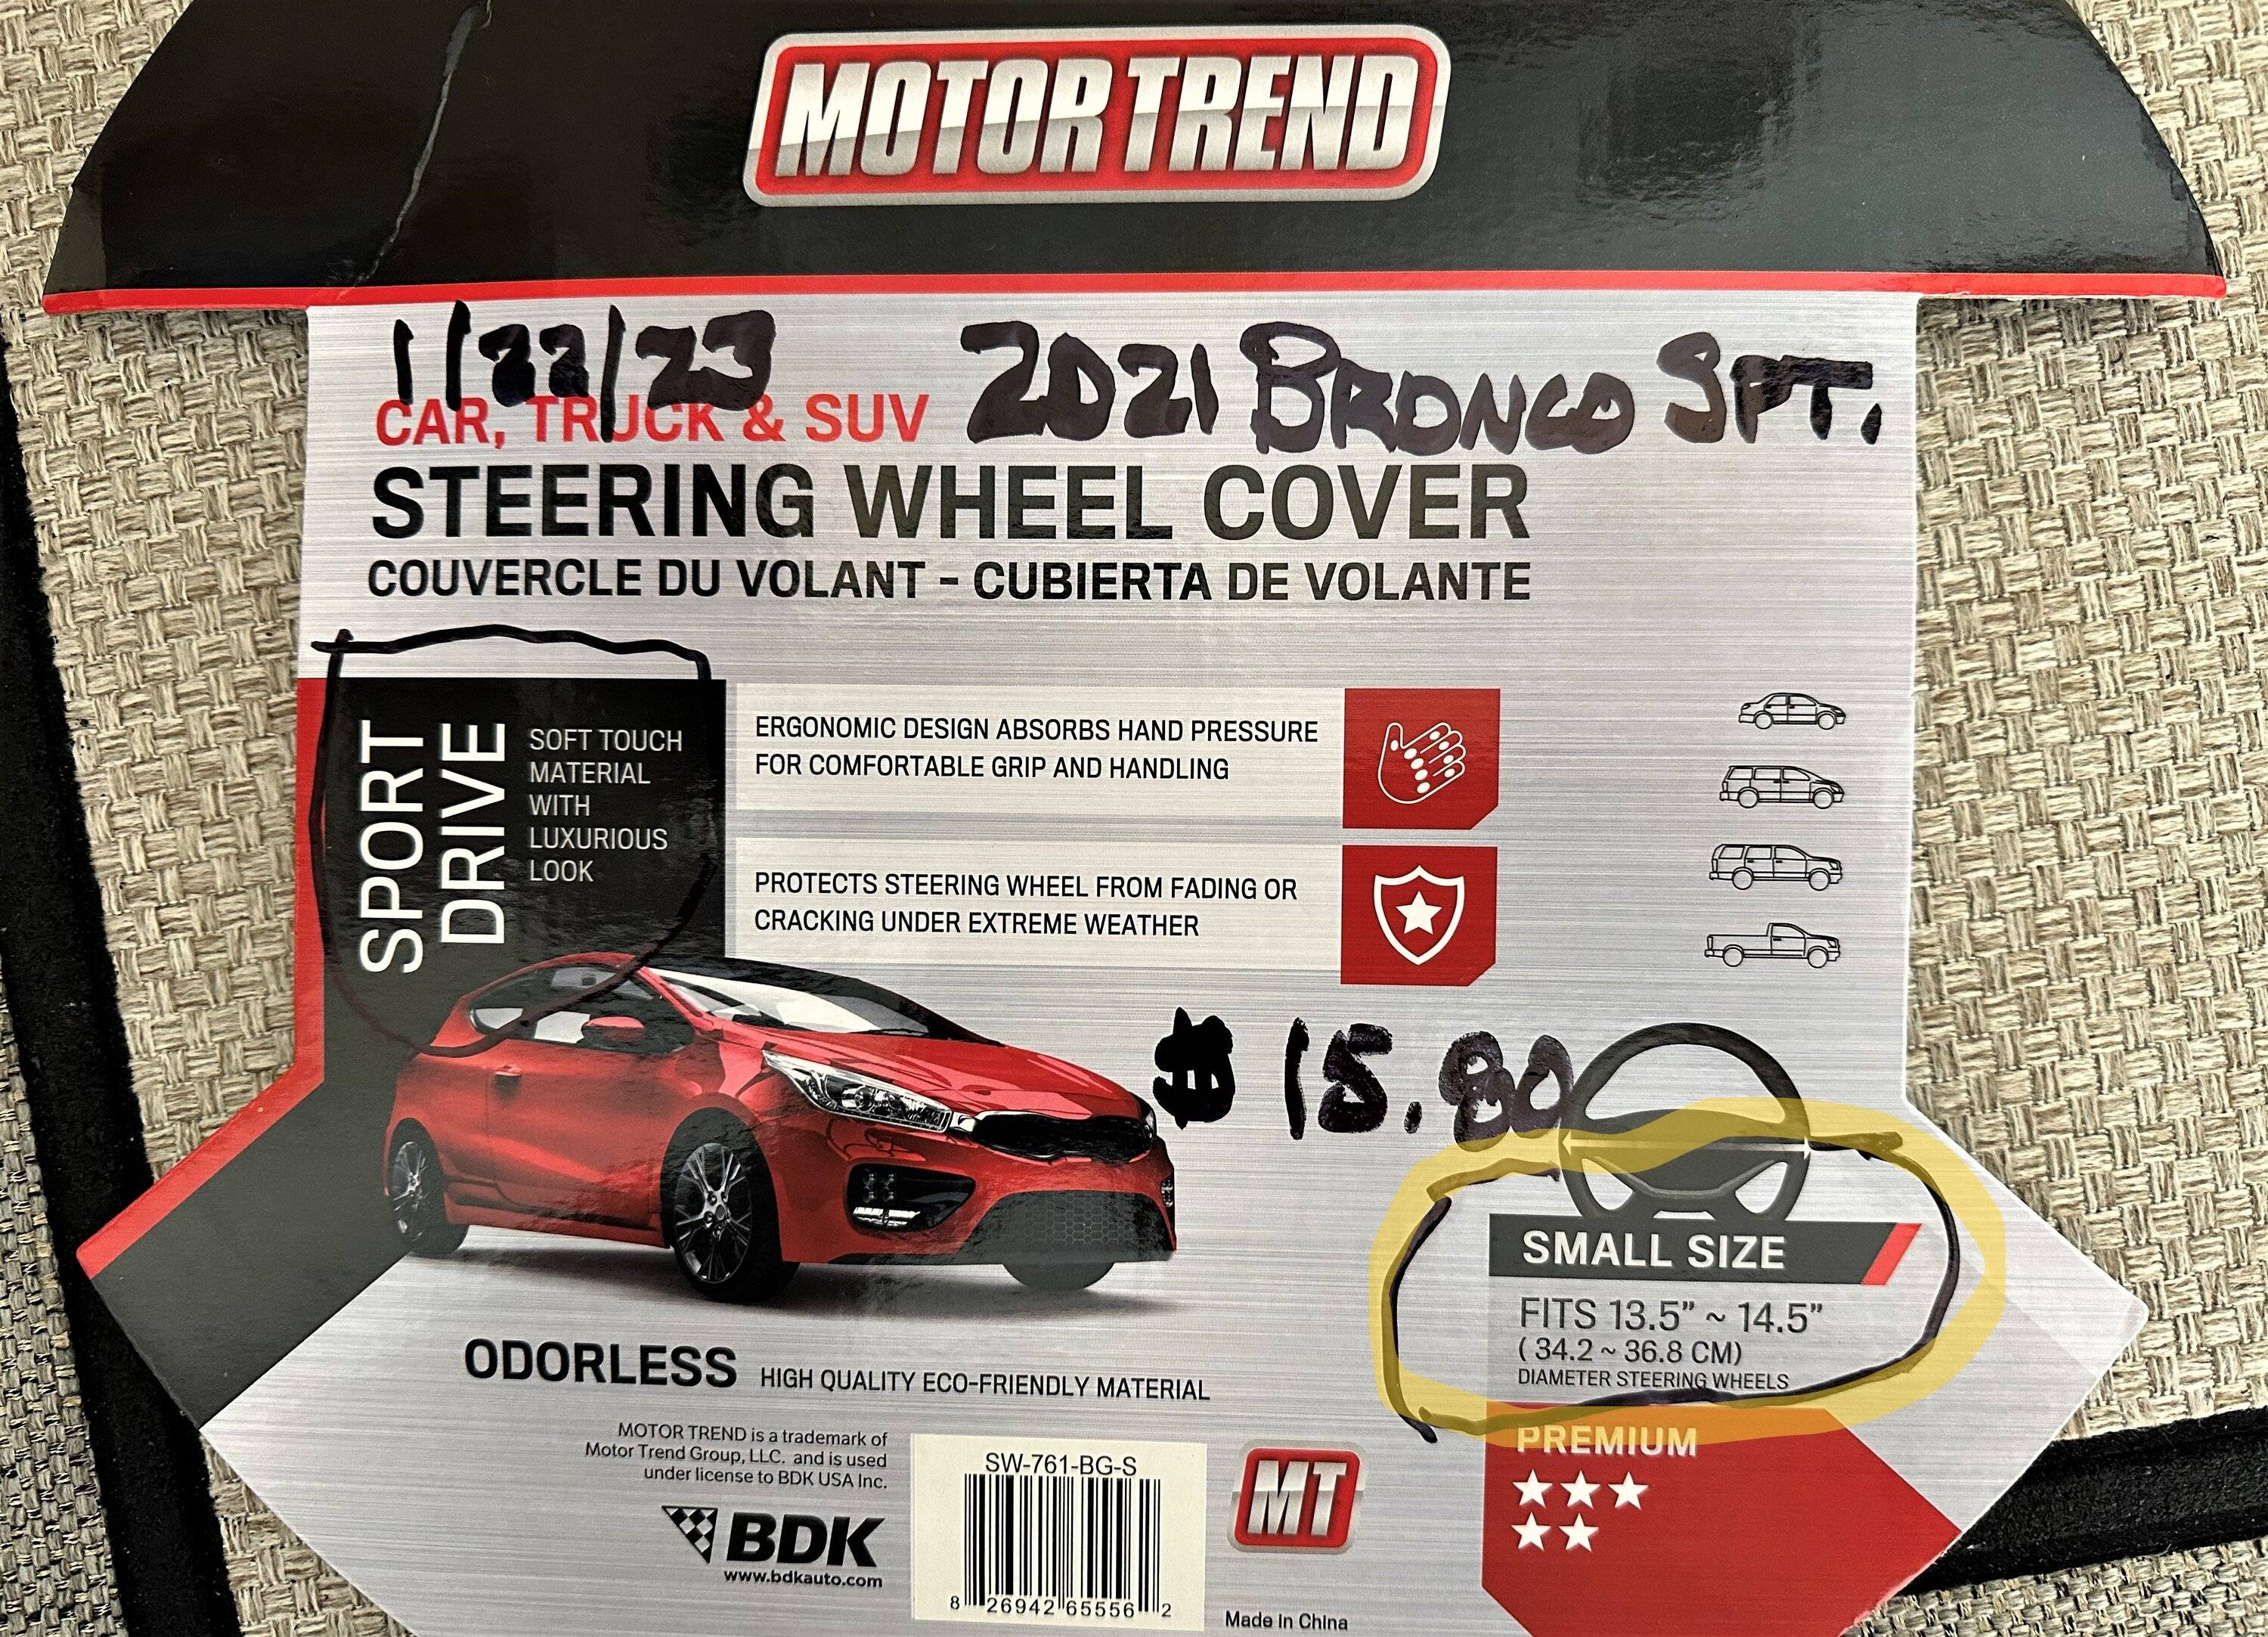 MOTOR TREND
1/22/23 2021 BRONCO SPT.
CAR, TRUCK & SUV
STEERING WHEEL COVER
COUVERCLE DU VOLANT - CUBIERTA DE VOLANTE
SPORT
DRIVE
SOFT TOUCH
MATERIAL
WITH
LUXURIOUS
LOOK
ERGONOMIC DESIGN ABSORBS HAND PRESSURE
FOR COMFORTABLE GRIP AND HANDLING
PROTECTS STEERING WHEEL FROM FADING OR
CRACKING UNDER EXTREME WEATHER
$ 15.80
SMALL SIZE
FITS 13.5” ~ 14.5”
( 34.2 ~ 36.8 CM)
DIAMETER STEERING WHEELS
PREMIUM
ODORLESS HIGH QUALITY ECO-FRIENDLY MATERIAL
MOTOR TREND is a trademark of
Motor Trend Group, LLC. and is used
under license to BDK USA Inc.
BDK
www.bdkauto.com
SW-761-BG-S
8 26942 65556 2
MT
Made in China